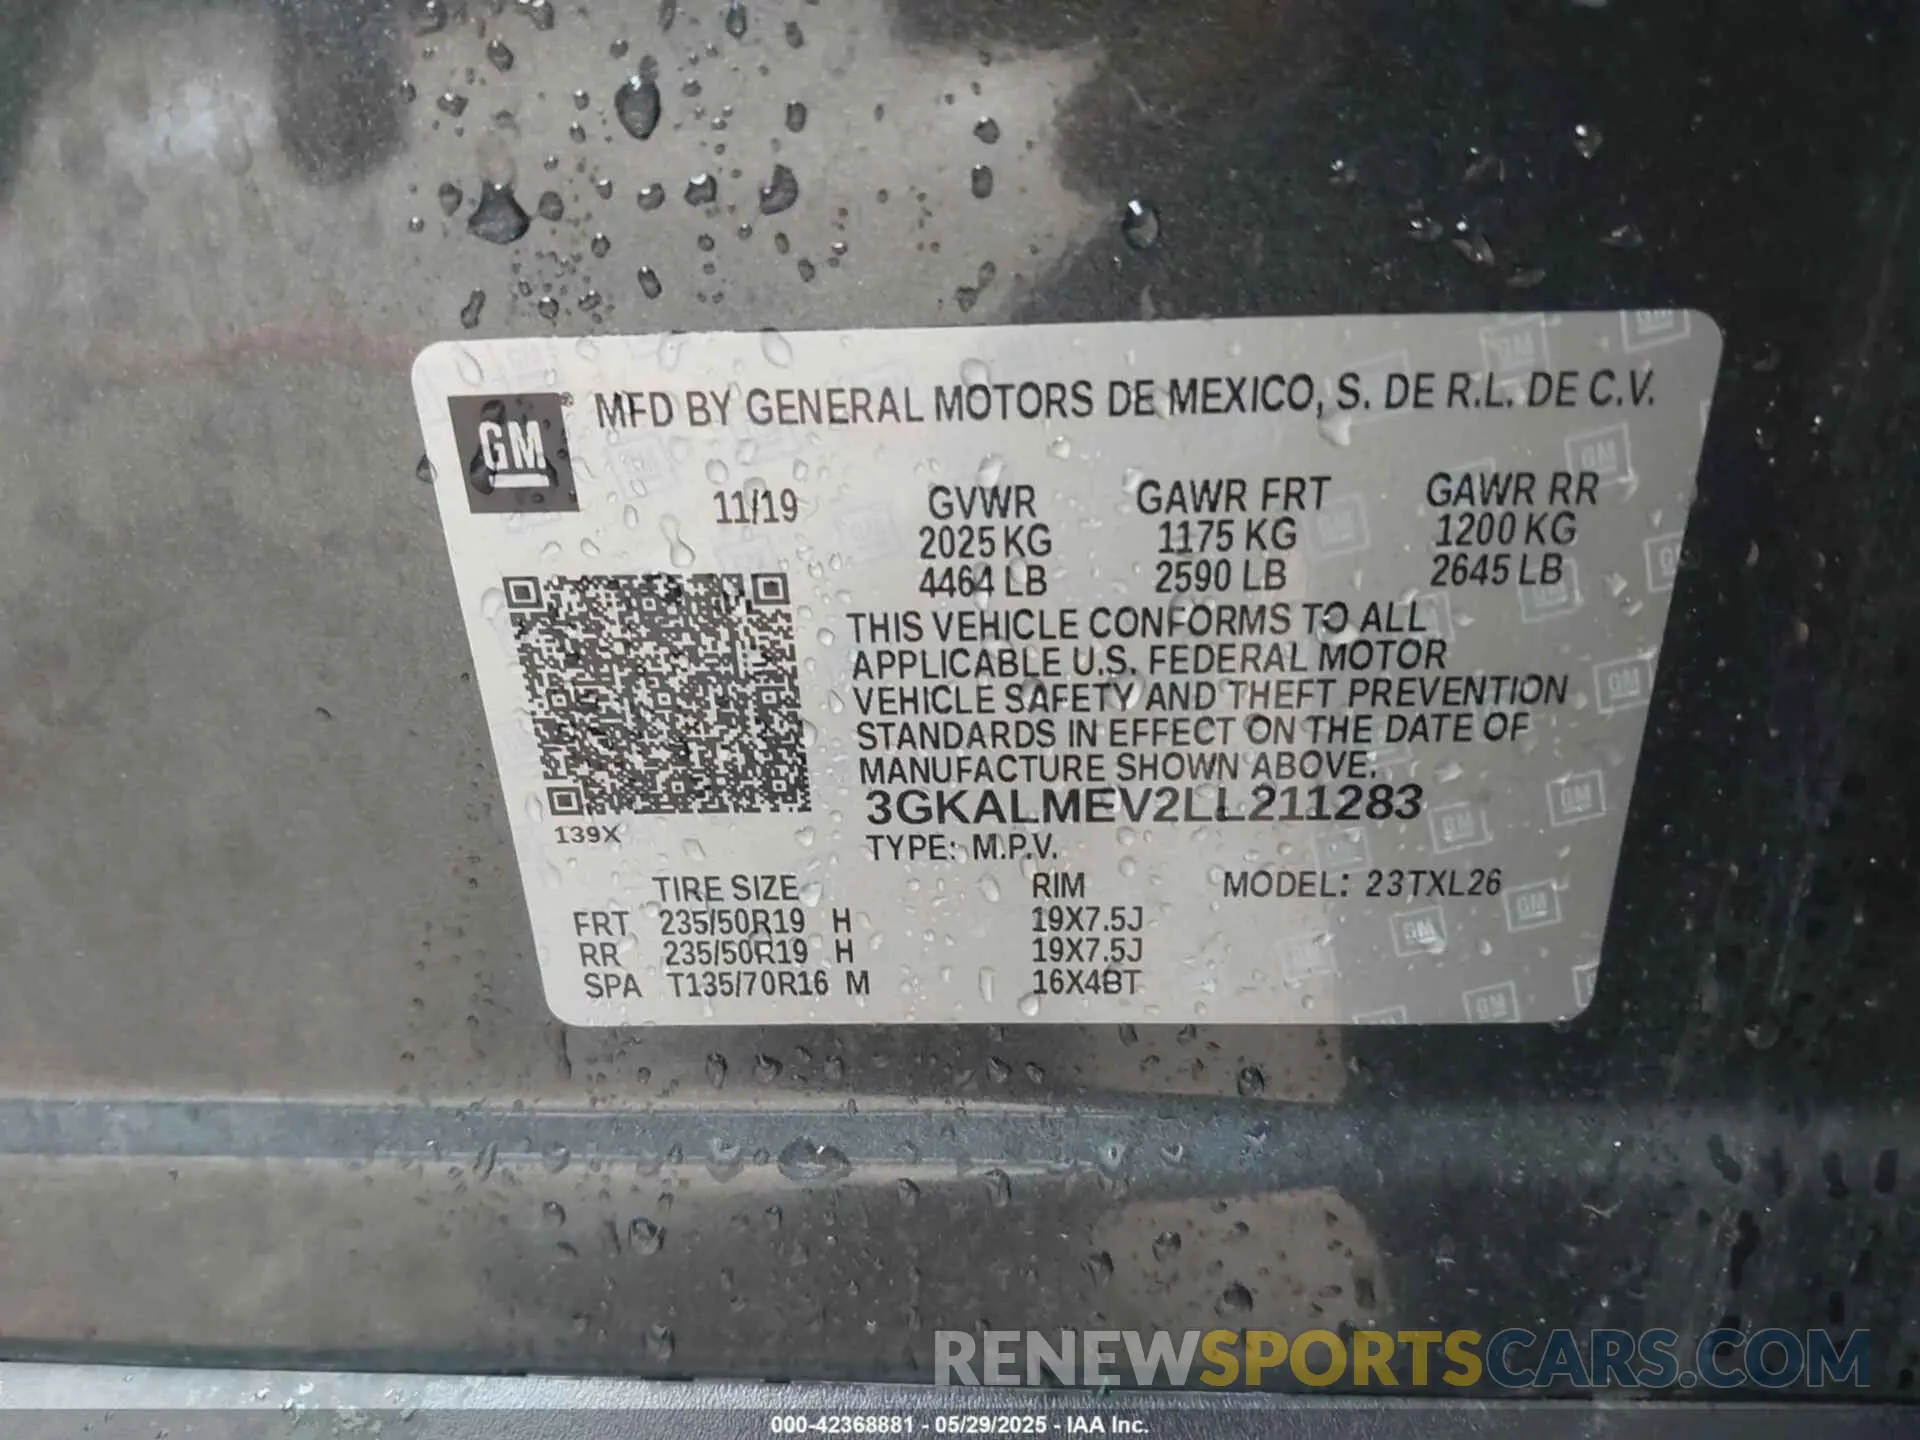 GM ® MFD BY GENERAL MOTORS DE MEXICO, S. DE R.L. DE C.V.
11/19 GVWR GAWR FRT GAWR RR
2025 KG 1175 KG 1200 KG
4464 LB 2590 LB 2645 LB
THIS VEHICLE CONFORMS TO ALL
APPLICABLE U.S. FEDERAL MOTOR
VEHICLE SAFETY AND THEFT PREVENTION
STANDARDS IN EFFECT ON THE DATE OF
MANUFACTURE SHOWN ABOVE.
3GKALMEV2LL211283
139X
TYPE: M.P.V.
TIRE SIZE RIM MODEL: 23TXL26
FRT 235/50R19 H 19X7.5J
RR 235/50R19 H 19X7.5J
SPA T135/70R16 M 16X4BT
RENEWSPORTSCARS.COM
000-42368881 - 05/29/2025 - IAA Inc.